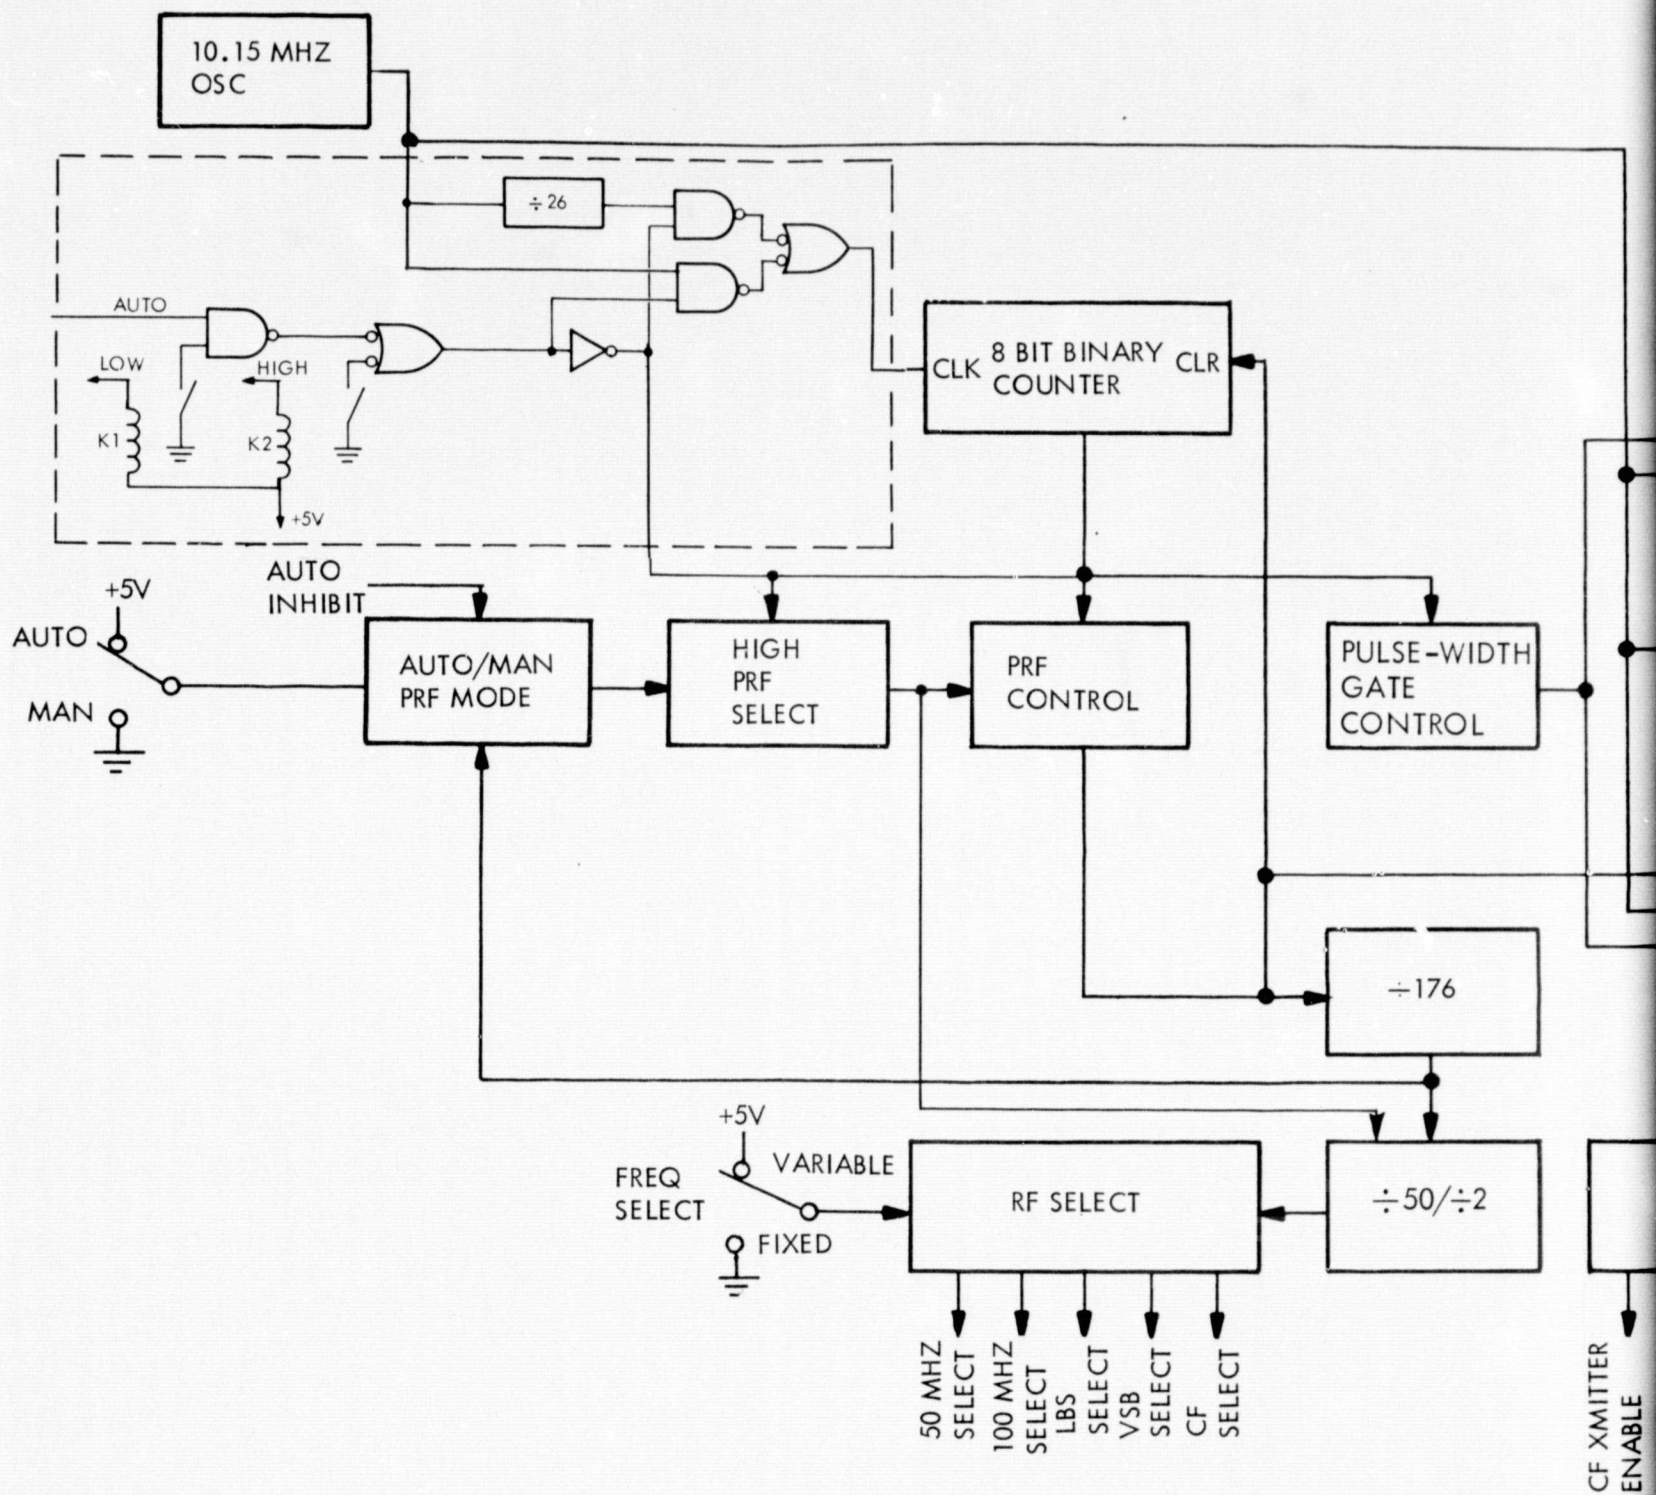 10.15 MHZ
OSC
÷26
AUTO
LOW
HIGH
K1
K2
+5V
CLK
8 BIT BINARY
COUNTER
CLR
AUTO
INHIBIT
+5V
AUTO
MAN
AUTO/MAN
PRF MODE
HIGH
PRF
SELECT
PRF
CONTROL
PULSE-WIDTH
GATE
CONTROL
÷176
+5V
FREQ
SELECT
VARIABLE
FIXED
RF SELECT
÷50/÷2
50 MHZ
SELECT
100 MHZ
SELECT
LBS
SELECT
VSB
SELECT
CF
SELECT
CF XMITTER
ENABLE